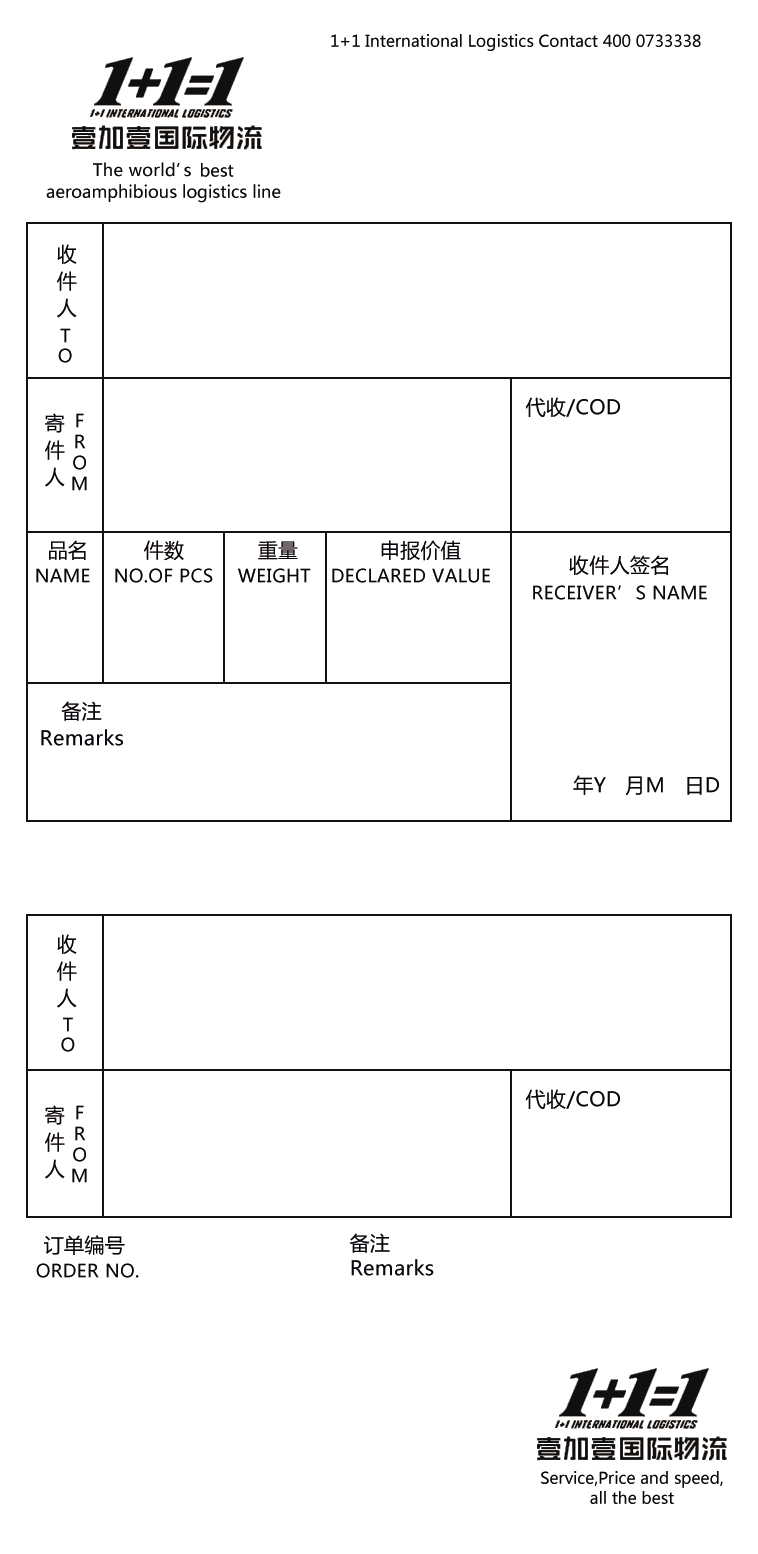 1+1 International Logistics Contact 400 0733338
1+1=1
1+1 INTERNATIONAL LOGISTICS
壹加壹国际物流
The world's best
aeroamphibious logistics line
收件人 TO
寄件人 FROM
代收/COD
品名
NAME
件数
NO.OF PCS
重量
WEIGHT
申报价值
DECLARED VALUE
收件人签名
RECEIVER'S NAME
备注
Remarks
年Y 月M 日D
收件人 TO
寄件人 FROM
代收/COD
订单编号
ORDER NO.
备注
Remarks
1+1=1
1+1 INTERNATIONAL LOGISTICS
壹加壹国际物流
Service,Price and speed,
all the best